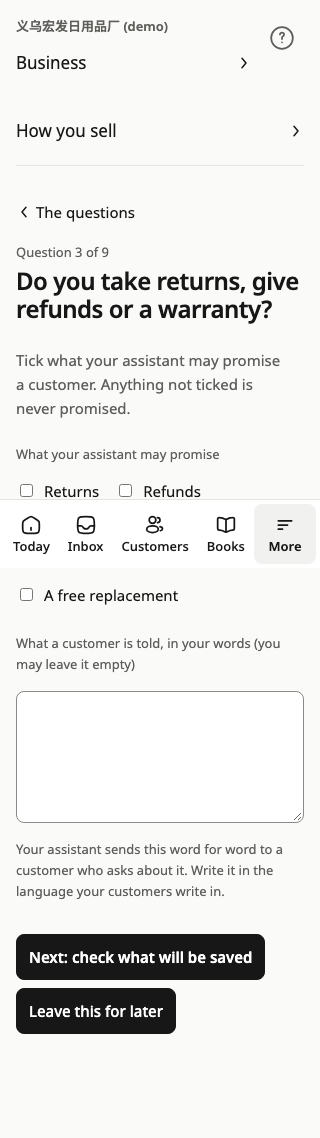 义乌宏发日用品厂 (demo)
Business
How you sell
The questions
Question 3 of 9
Do you take returns, give
refunds or a warranty?
Tick what your assistant may promise
a customer. Anything not ticked is
never promised.
What your assistant may promise
Returns
Refunds
Today
Inbox
Customers
Books
More
A free replacement
What a customer is told, in your words (you
may leave it empty)
Your assistant sends this word for word to a
customer who asks about it. Write it in the
language your customers write in.
Next: check what will be saved
Leave this for later